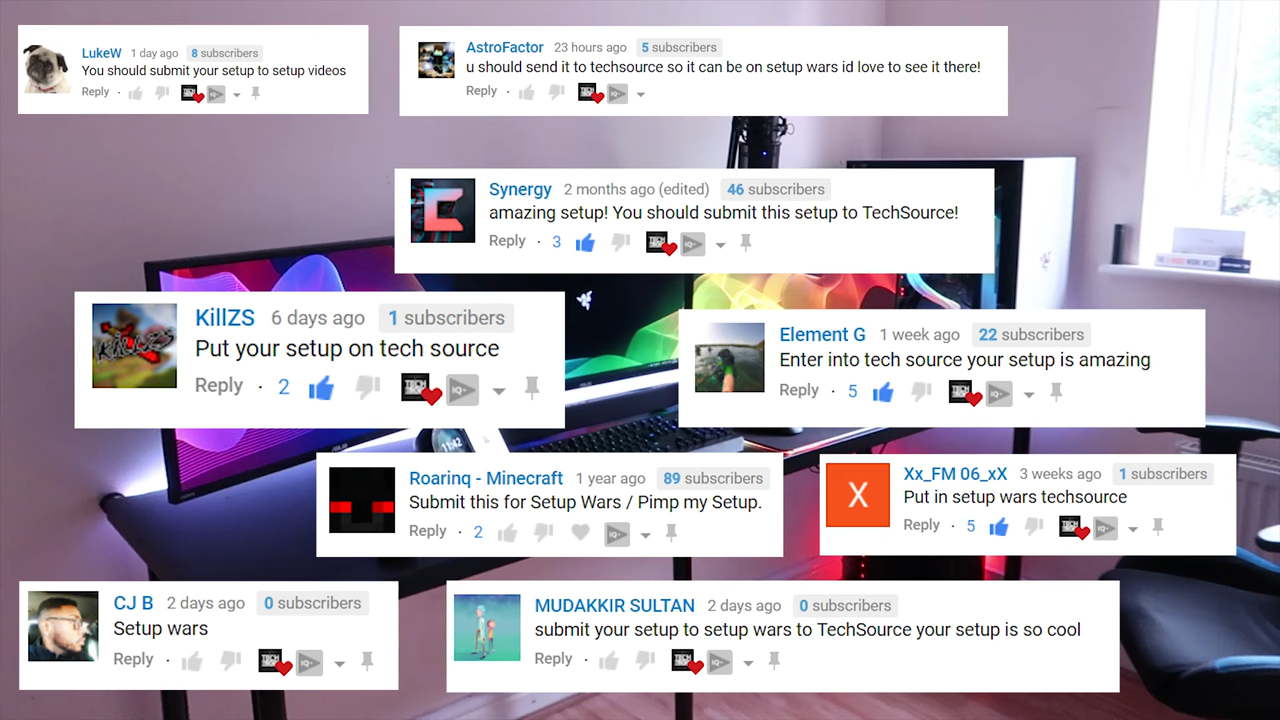 LukeW 1 day ago 8 subscribers
You should submit your setup to setup videos
Reply
AstroFactor 23 hours ago 5 subscribers
u should send it to techsource so it can be on setup wars id love to see it there!
Reply
Synergy 2 months ago (edited) 46 subscribers
amazing setup! You should submit this setup to TechSource!
Reply · 3
KillZS 6 days ago 1 subscribers
Put your setup on tech source
Reply · 2
Element G 1 week ago 22 subscribers
Enter into tech source your setup is amazing
Reply · 5
11:42
Roarinq - Minecraft 1 year ago 89 subscribers
Submit this for Setup Wars / Pimp my Setup.
Reply · 2
X
Xx_FM 06_xX 3 weeks ago 1 subscribers
Put in setup wars techsource
Reply · 5
CJ B 2 days ago 0 subscribers
Setup wars
Reply ·
MUDAKKIR SULTAN 2 days ago 0 subscribers
submit your setup to setup wars to TechSource your setup is so cool
Reply ·